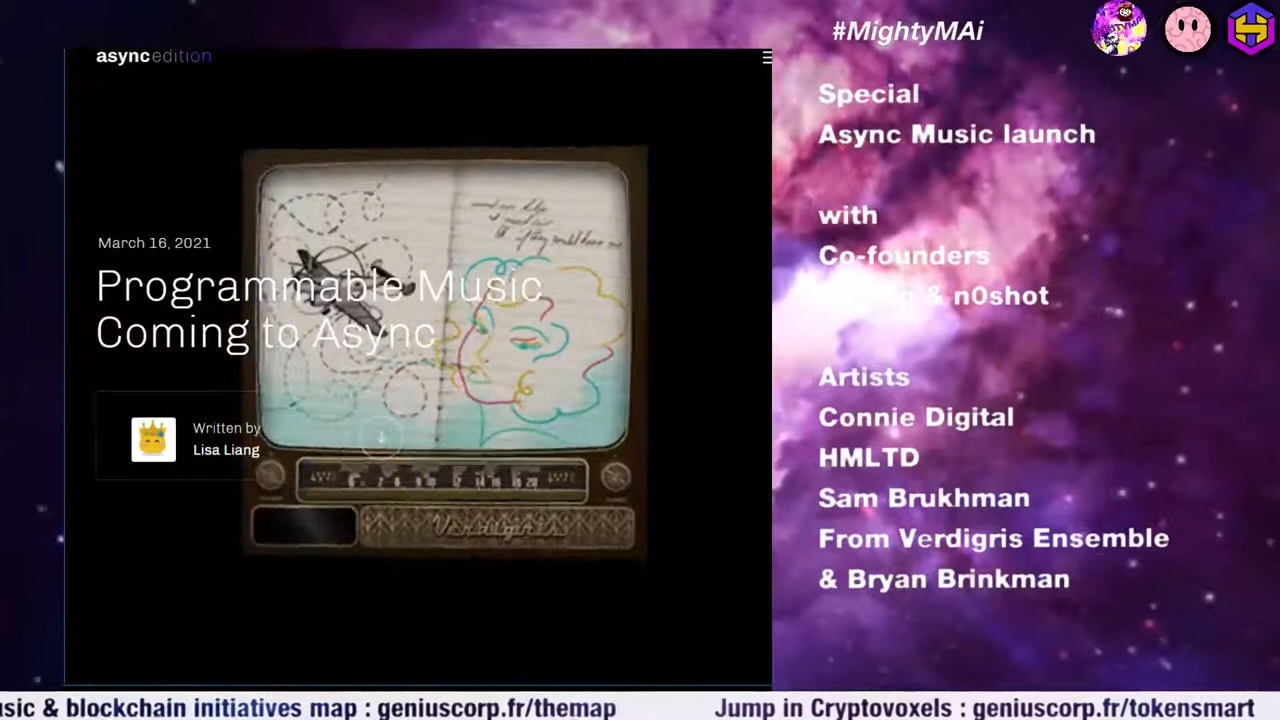 #MightyMAi
asyncedition
March 16, 2021
Programmable Music
Coming to Async
Written by
Lisa Liang
Verdigris
Special
Async Music launch
with
Co-founders
& n0shot
Artists
Connie Digital
HMLTD
Sam Brukhman
From Verdigris Ensemble
& Bryan Brinkman
usic & blockchain initiatives map : geniuscorp.fr/themap
Jump in Cryptovoxels : geniuscorp.fr/tokensmart